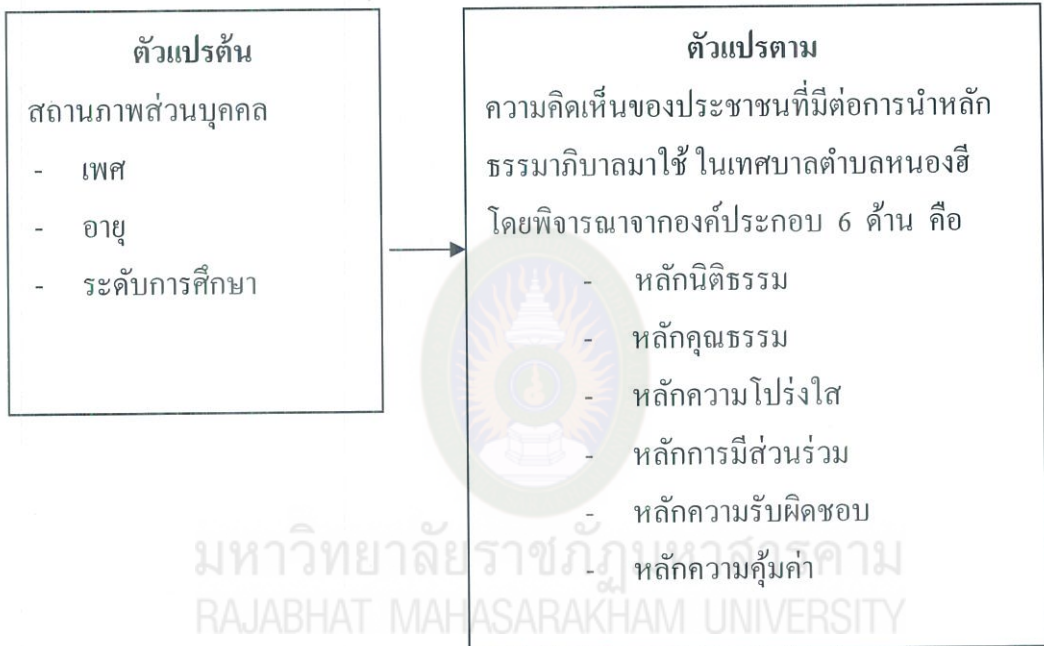 ตัวแปรต้น
สถานภาพส่วนบุคคล
- เพศ
- อายุ
- ระดับการศึกษา
ตัวแปรตาม
ความคิดเห็นของประชาชนที่มีต่อการนำหลัก
ธรรมาภิบาลมาใช้ ในเทศบาลตำบลหนองฮี
โดยพิจารณาจากองค์ประกอบ 6 ด้าน คือ
- หลักนิติธรรม
- หลักคุณธรรม
- หลักความโปร่งใส
- หลักการมีส่วนร่วม
- หลักความรับผิดชอบ
- หลักความคุ้มค่า
มหาวิทยาลัยราชภัฏมหาสารคาม
RAJABHAT MAHASARAKHAM UNIVERSITY